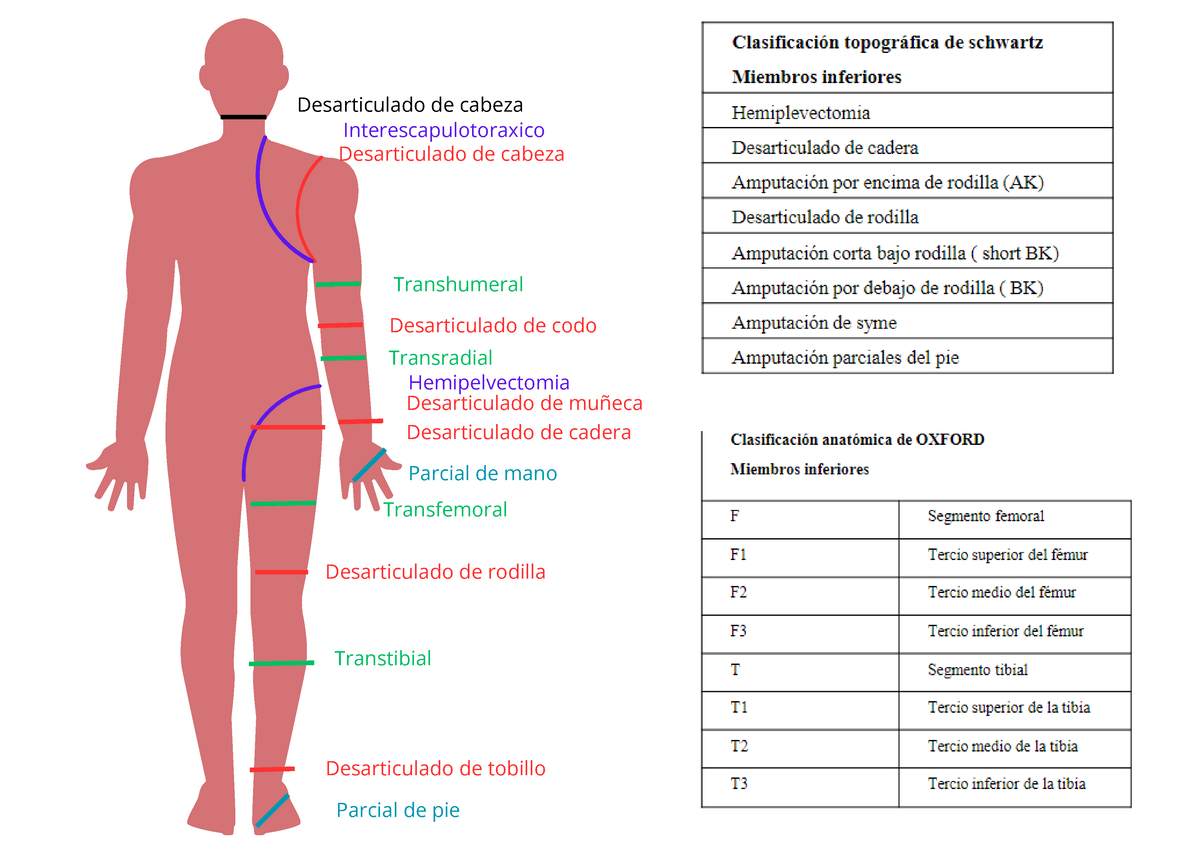 Desarticulado de cabeza
Interescapulotoraxico
Desarticulado de cabeza
Transhumeral
Desarticulado de codo
Transradial
Hemipelvectomia
Desarticulado de muñeca
Desarticulado de cadera
Parcial de mano
Transfemoral
Desarticulado de rodilla
Transtibial
Desarticulado de tobillo
Parcial de pie
Clasificación topográfica de schwartz
Miembros inferiores
Hemiplevectomia
Desarticulado de cadera
Amputación por encima de rodilla (AK)
Desarticulado de rodilla
Amputación corta bajo rodilla ( short BK)
Amputación por debajo de rodilla ( BK)
Amputación de syme
Amputación parciales del pie
Clasificación anatómica de OXFORD
Miembros inferiores
F Segmento femoral
F1 Tercio superior del fémur
F2 Tercio medio del fémur
F3 Tercio inferior del fémur
T Segmento tibial
T1 Tercio superior de la tibia
T2 Tercio medio de la tibia
T3 Tercio inferior de la tibia